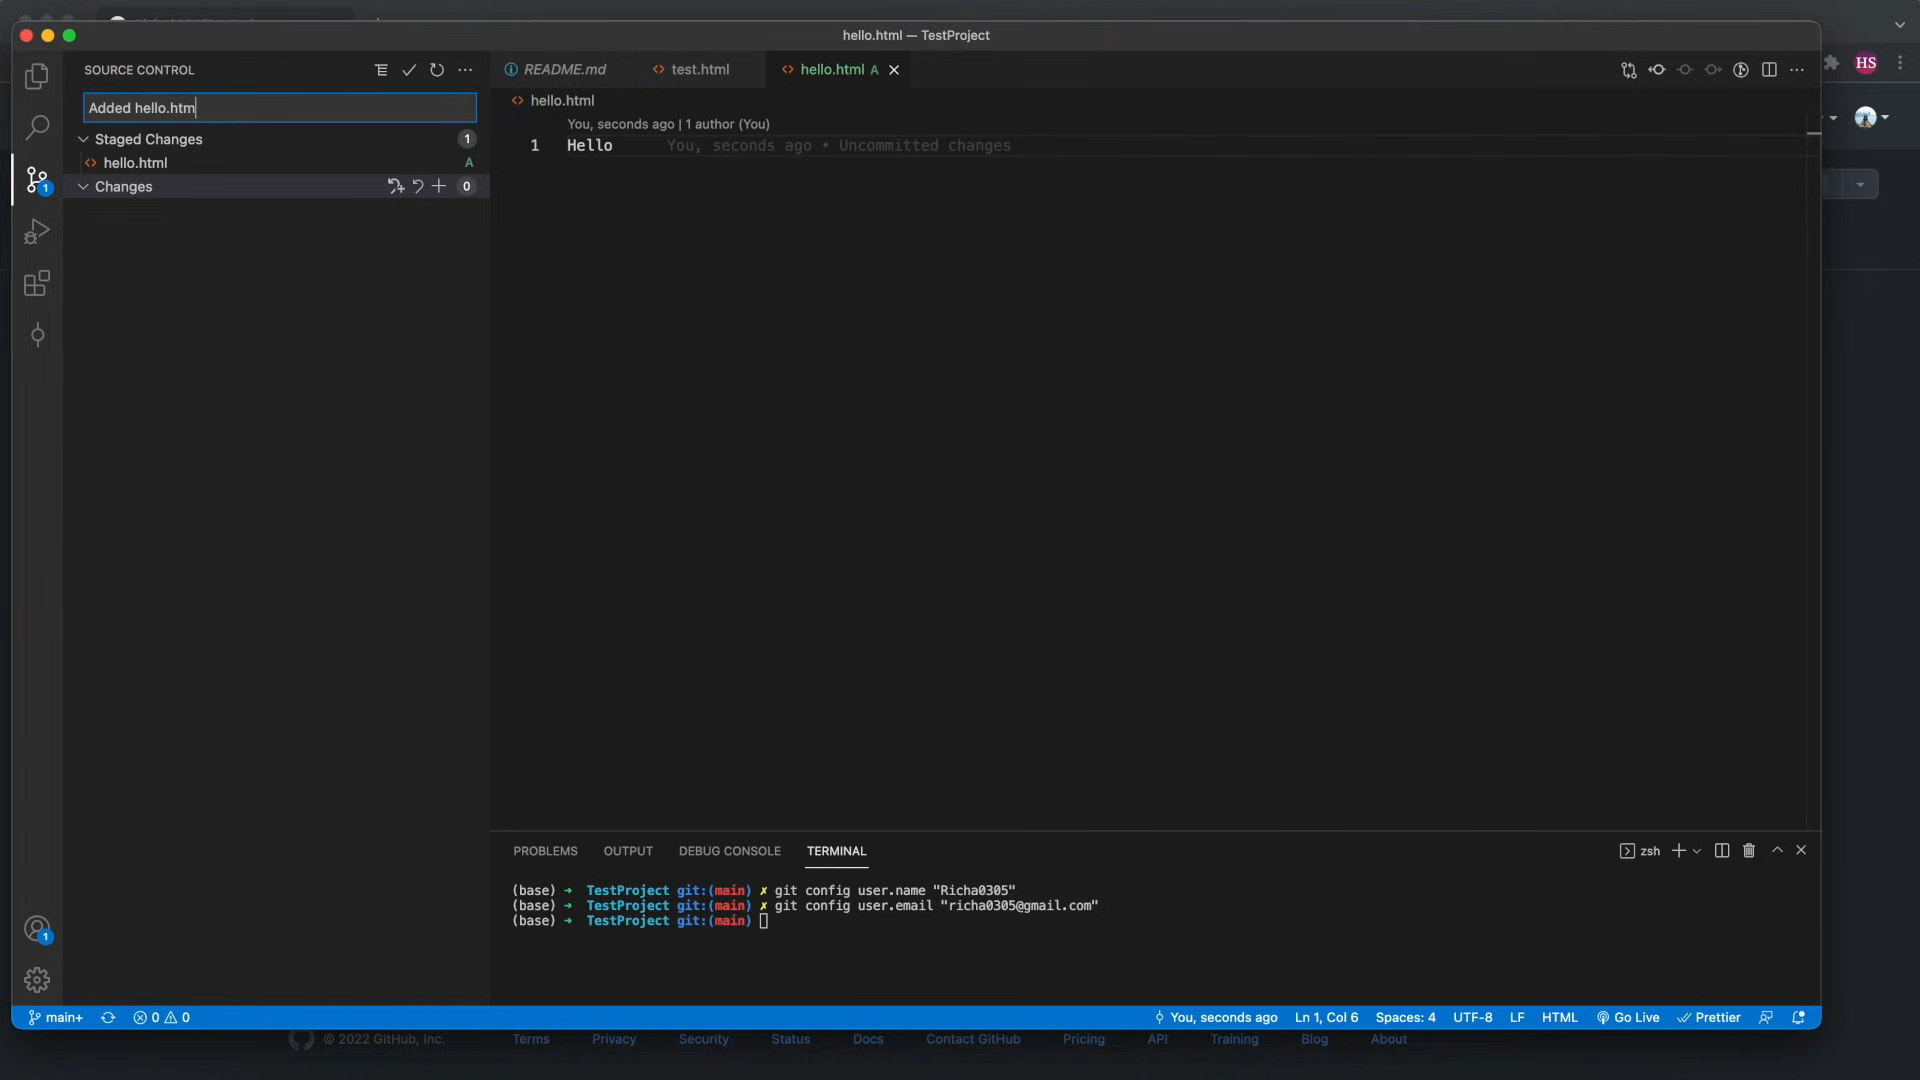 hello.html — TestProject
HS
SOURCE CONTROL
README.md
test.html
hello.html A
Added hello.htm
hello.html
You, seconds ago | 1 author (You)
Staged Changes 1
1 Hello You, seconds ago • Uncommitted changes
hello.html A
1
Changes 0
PROBLEMS OUTPUT DEBUG CONSOLE TERMINAL
zsh
(base) → TestProject git:(main) ✗ git config user.name "Richa0305"
(base) → TestProject git:(main) ✗ git config user.email "richa0305@gmail.com"
(base) → TestProject git:(main)
1
main+ 0 0 You, seconds ago Ln 1, Col 6 Spaces: 4 UTF-8 LF HTML Go Live Prettier
© 2022 GitHub, Inc. Terms Privacy Security Status Docs Contact GitHub Pricing API Training Blog About